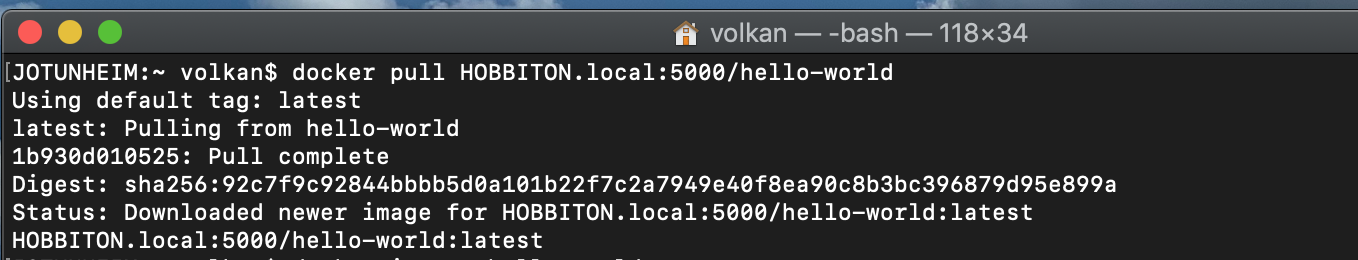 volkan — -bash — 118×34
[JOTUNHEIM:~ volkan$ docker pull HOBBITON.local:5000/hello-world
Using default tag: latest
latest: Pulling from hello-world
1b930d010525: Pull complete
Digest: sha256:92c7f9c92844bbbb5d0a101b22f7c2a7949e40f8ea90c8b3bc396879d95e899a
Status: Downloaded newer image for HOBBITON.local:5000/hello-world:latest
HOBBITON.local:5000/hello-world:latest